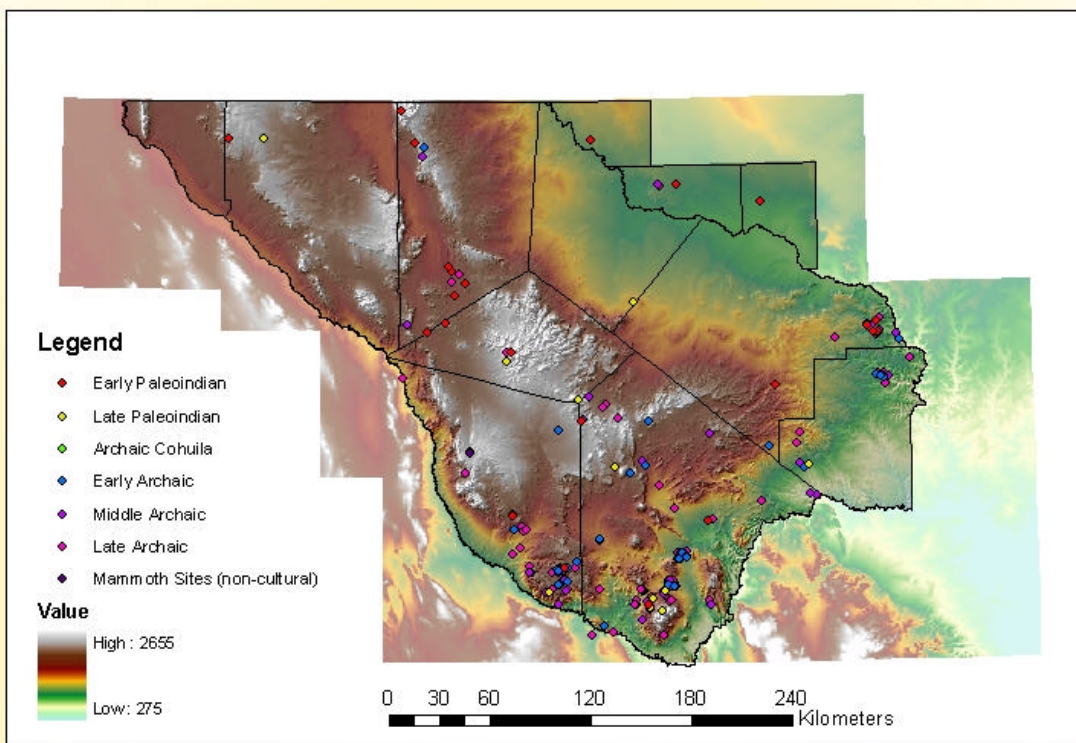 Legend
Early Paleoindian
Late Paleoindian
Archaic Cohuila
Early Archaic
Middle Archaic
Late Archaic
Mammoth Sites (non-cultural)
Value
High : 2655
Low : 275
0 30 60 120 180 240
Kilometers